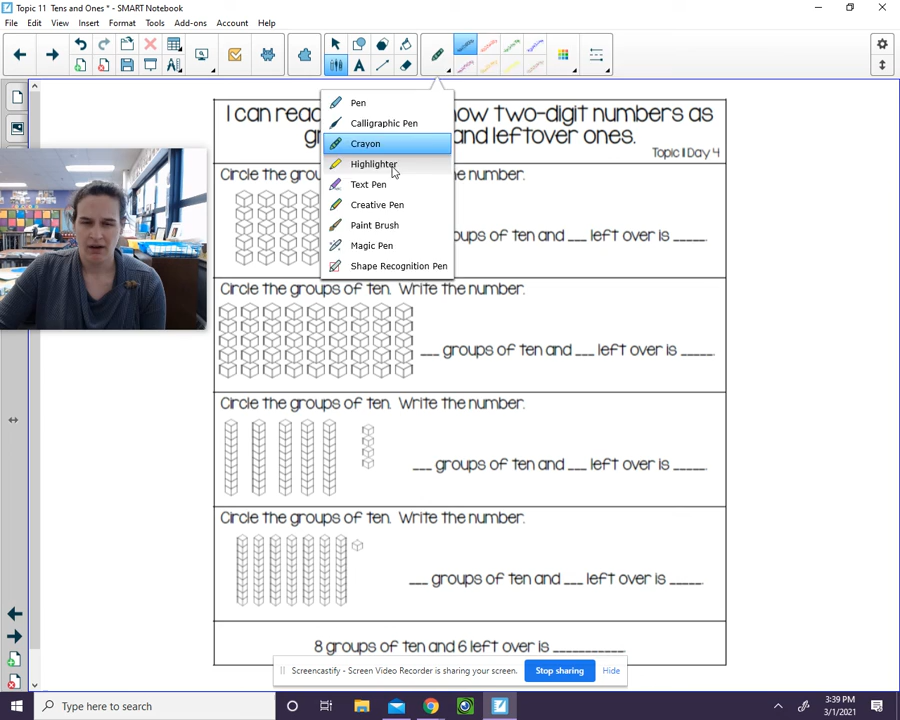 Topic 11 Tens and Ones * - SMART Notebook
File Edit View Insert Format Tools Add-ons Account Help
I can read
how two-digit numbers as
and leftover ones.
Topic 11 Day 4
Pen
Calligraphic Pen
Crayon
Highlighter
Text Pen
Creative Pen
Paint Brush
Magic Pen
Shape Recognition Pen
Circle the
number.
ups of ten and ___ left over is _____.
Circle the groups of ten. Write the number.
___ groups of ten and ___ left over is _____.
Circle the groups of ten. Write the number.
___ groups of ten and ___ left over is _____.
Circle the groups of ten. Write the number.
___ groups of ten and ___ left over is _____.
8 groups of ten and 6 left over is __________
Screencastify - Screen Video Recorder is sharing your screen.
Stop sharing
Hide
Type here to search
3:39 PM
3/1/2021